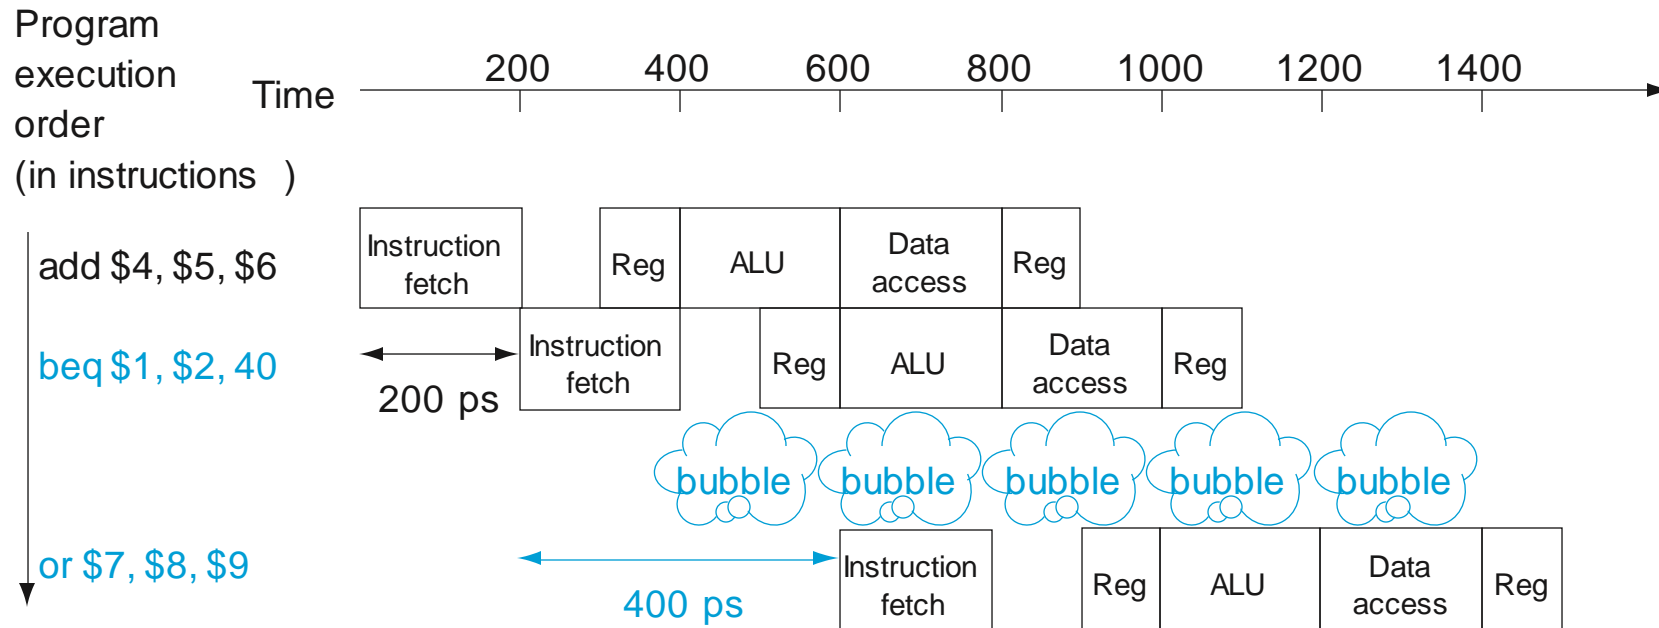 Program
execution
order
(in instructions )
Time
200 400 600 800 1000 1200 1400
add $4, $5, $6
Instruction
fetch
Reg
ALU
Data
access
Reg
beq $1, $2, 40
200 ps
Instruction
fetch
Reg
ALU
Data
access
Reg
bubble bubble bubble bubble bubble
or $7, $8, $9
400 ps
Instruction
fetch
Reg
ALU
Data
access
Reg